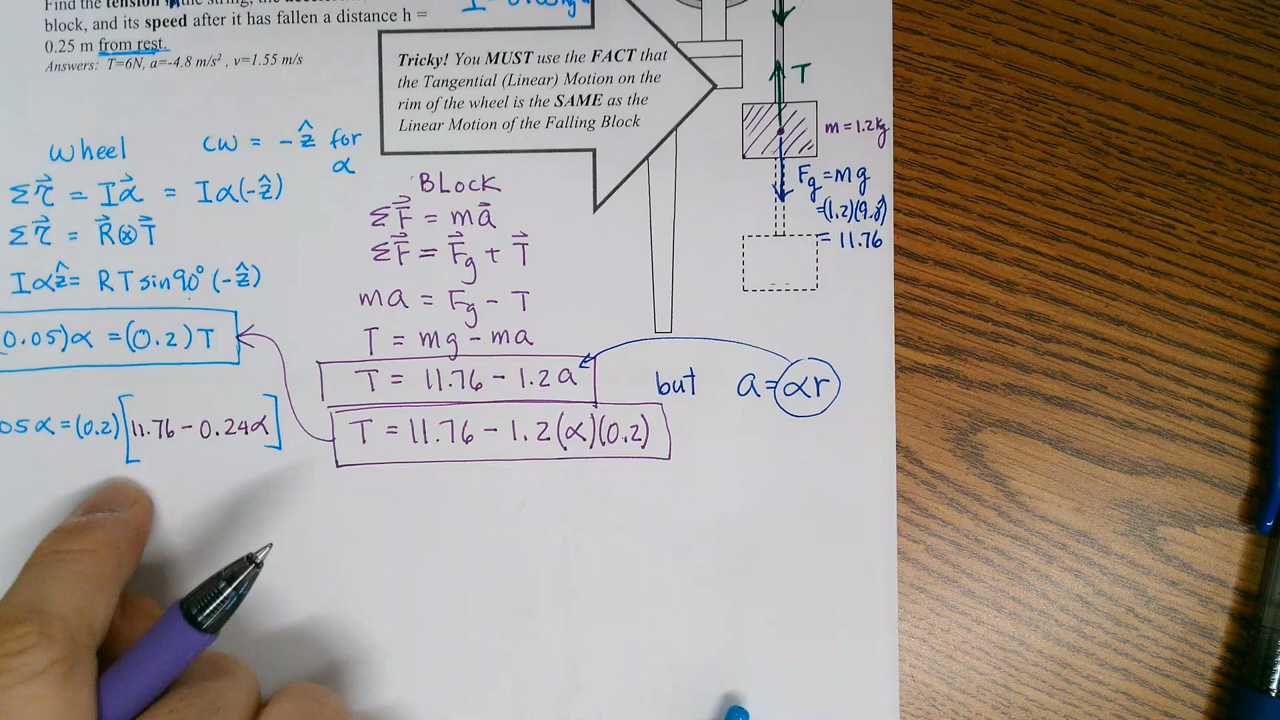 Find the tension in the string, the
block, and its speed after it has fallen a distance h =
0.25 m from rest.
Answers: T=6N, a=-4.8 m/s², v=1.55 m/s
Tricky! You MUST use the FACT that
the Tangential (Linear) Motion on the
rim of the wheel is the SAME as the
Linear Motion of the Falling Block
T
m = 1.2kg
Fg = mg
=(1.2)(9.8)
= 11.76
Wheel
CW = -ẑ for α
Στ⃗ = Iα⃗ = Iα(-ẑ)
Στ⃗ = R⃗⊗T⃗
Iαẑ = RT sin90° (-ẑ)
0.05)α = (0.2)T
05α = (0.2)[11.76 - 0.24α]
BLOCK
ΣF⃗ = ma⃗
ΣF⃗ = F⃗g + T⃗
ma = Fg - T
T = mg - ma
T = 11.76 - 1.2a
but a = αr
T = 11.76 - 1.2(α)(0.2)